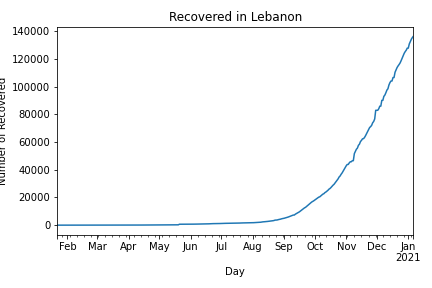 Recovered in Lebanon
140000
120000
100000
80000
60000
40000
20000
0
Number of Recovered
Feb Mar Apr May Jun Jul Aug Sep Oct Nov Dec Jan
2021
Day